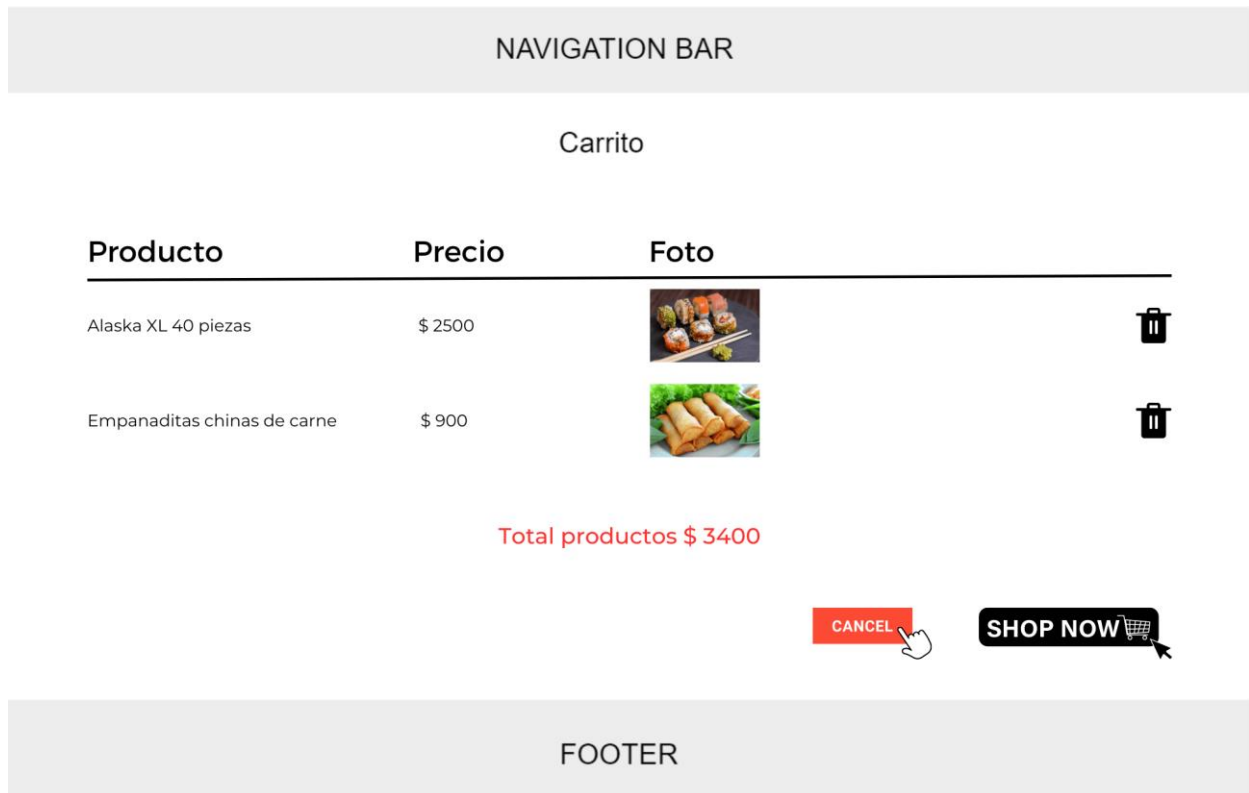 NAVIGATION BAR
Carrito
Producto Precio Foto
Alaska XL 40 piezas $ 2500
Empanaditas chinas de carne $ 900
Total productos $ 3400
CANCEL SHOP NOW
FOOTER